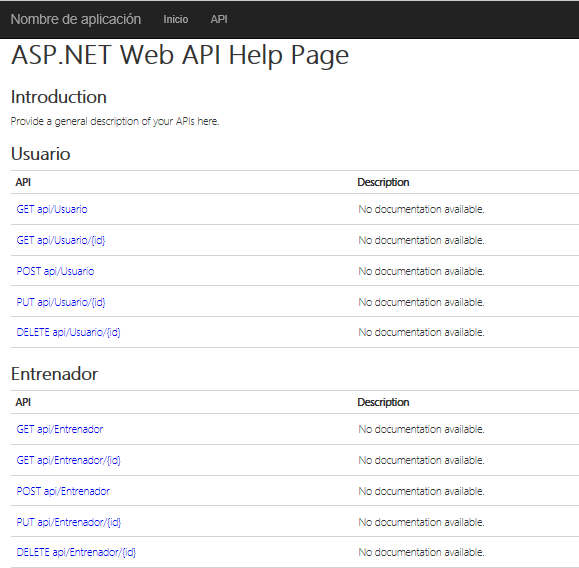 Nombre de aplicación Inicio API
ASP.NET Web API Help Page
Introduction
Provide a general description of your APIs here.
Usuario
API Description
GET api/Usuario No documentation available.
GET api/Usuario/{id} No documentation available.
POST api/Usuario No documentation available.
PUT api/Usuario/{id} No documentation available.
DELETE api/Usuario/{id} No documentation available.
Entrenador
API Description
GET api/Entrenador No documentation available.
GET api/Entrenador/{id} No documentation available.
POST api/Entrenador No documentation available.
PUT api/Entrenador/{id} No documentation available.
DELETE api/Entrenador/{id} No documentation available.